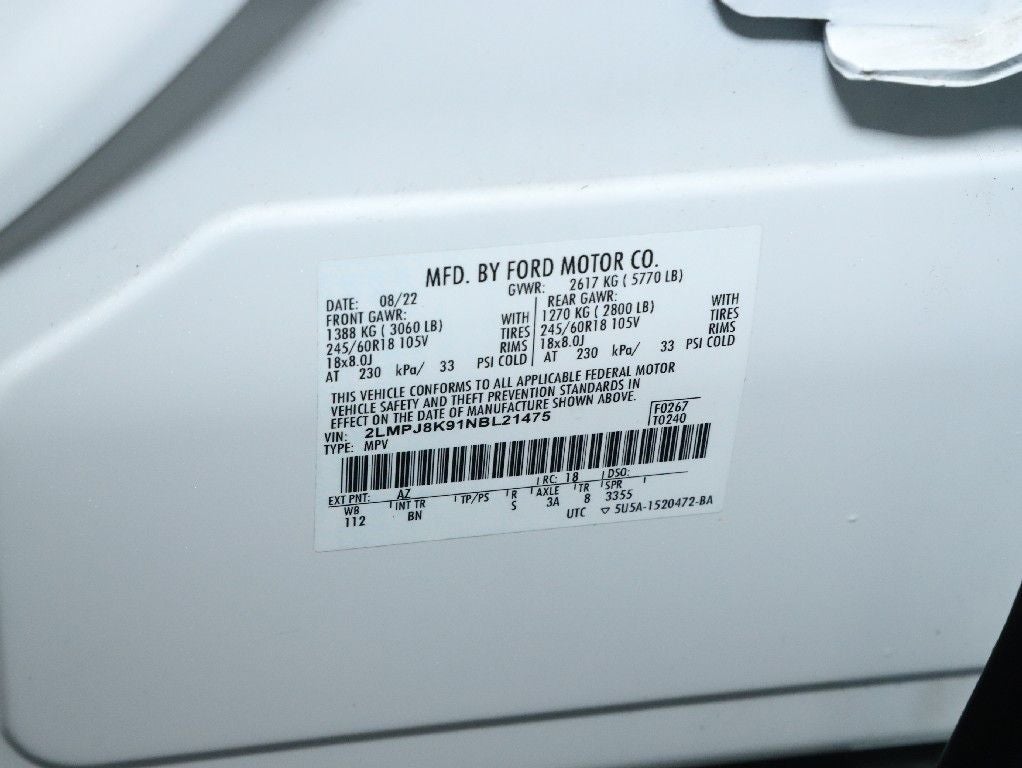 MFD. BY FORD MOTOR CO.
DATE: 08/22 GVWR: 2617 KG ( 5770 LB)
FRONT GAWR: REAR GAWR:
1388 KG ( 3060 LB) WITH 1270 KG ( 2800 LB) WITH
245/60R18 105V TIRES 245/60R18 105V TIRES
18x8.0J RIMS 18x8.0J RIMS
AT 230 kPa/ 33 PSI COLD AT 230 kPa/ 33 PSI COLD
THIS VEHICLE CONFORMS TO ALL APPLICABLE FEDERAL MOTOR
VEHICLE SAFETY AND THEFT PREVENTION STANDARDS IN
EFFECT ON THE DATE OF MANUFACTURE SHOWN ABOVE.
VIN: 2LMPJ8K91NBL21475 F0267
TYPE: MPV T0240
EXT PNT: AZ RC: 18 DSO:
WB INT TR TP/PS R AXLE TR SPR
112 BN S 3A 8 3355
UTC ▽ 5U5A-1520472-BA